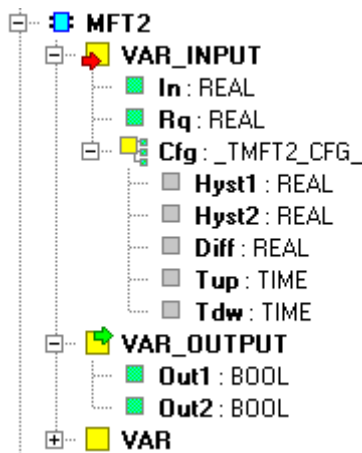 MFT2
VAR_INPUT
In : REAL
Rq : REAL
Cfg : _TMFT2_CFG_
Hyst1 : REAL
Hyst2 : REAL
Diff : REAL
Tup : TIME
Tdw : TIME
VAR_OUTPUT
Out1 : BOOL
Out2 : BOOL
VAR